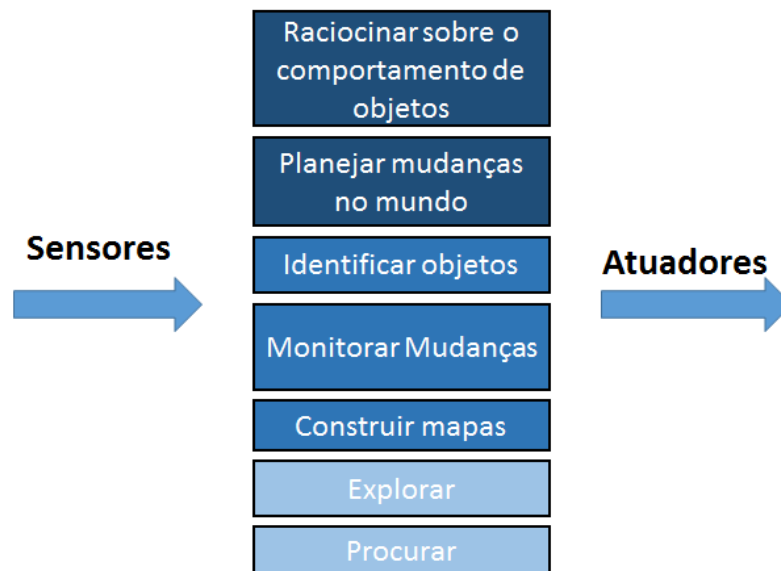 Raciocinar sobre o
comportamento de
objetos
Planejar mudanças
no mundo
Sensores
Identificar objetos
Atuadores
Monitorar Mudanças
Construir mapas
Explorar
Procurar